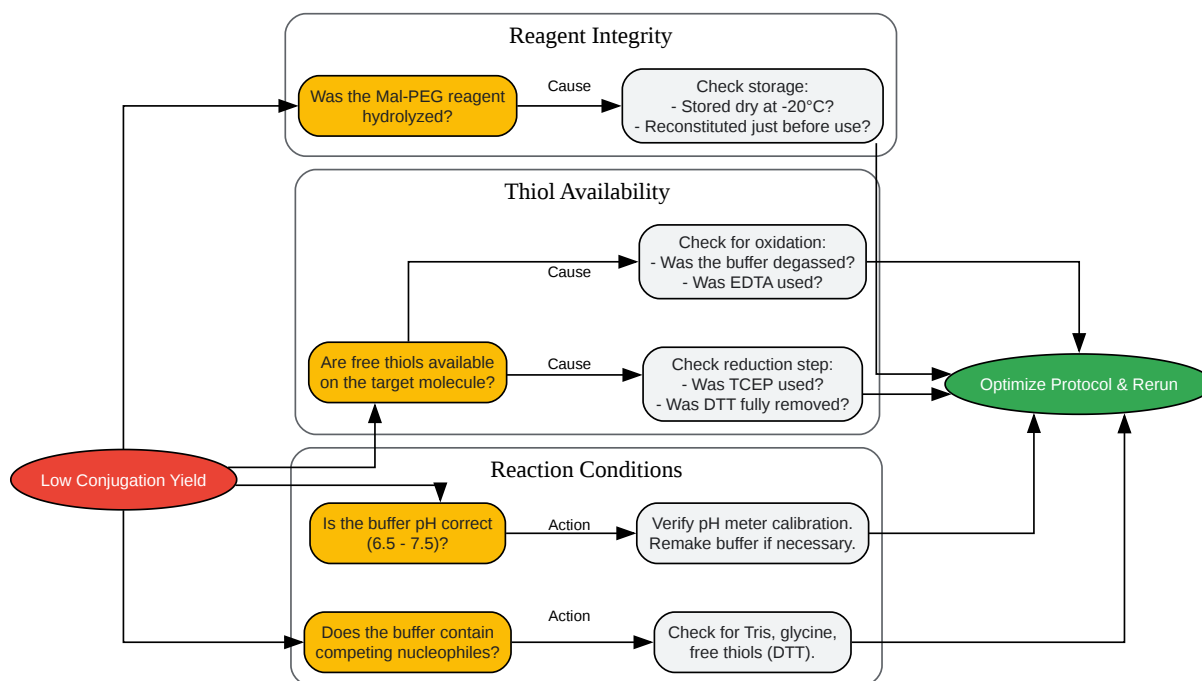 Reagent Integrity
Was the Mal-PEG reagent
hydrolyzed?
Cause
Check storage:
- Stored dry at -20°C?
- Reconstituted just before use?
Thiol Availability
Check for oxidation:
- Was the buffer degassed?
- Was EDTA used?
Cause
Are free thiols available
on the target molecule?
Cause
Check reduction step:
- Was TCEP used?
- Was DTT fully removed?
Optimize Protocol & Rerun
Low Conjugation Yield
Reaction Conditions
Is the buffer pH correct
(6.5 - 7.5)?
Action
Verify pH meter calibration.
Remake buffer if necessary.
Does the buffer contain
competing nucleophiles?
Action
Check for Tris, glycine,
free thiols (DTT).